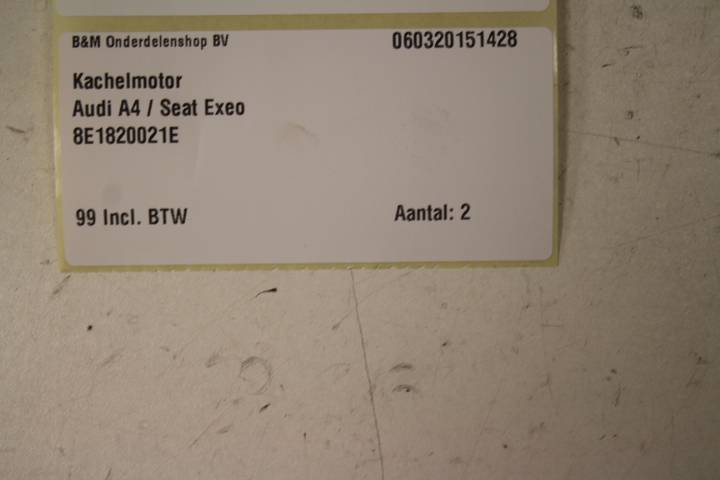 B&M Onderdelenshop BV 060320151428
Kachelmotor
Audi A4 / Seat Exeo
8E1820021E
99 Incl. BTW Aantal: 2